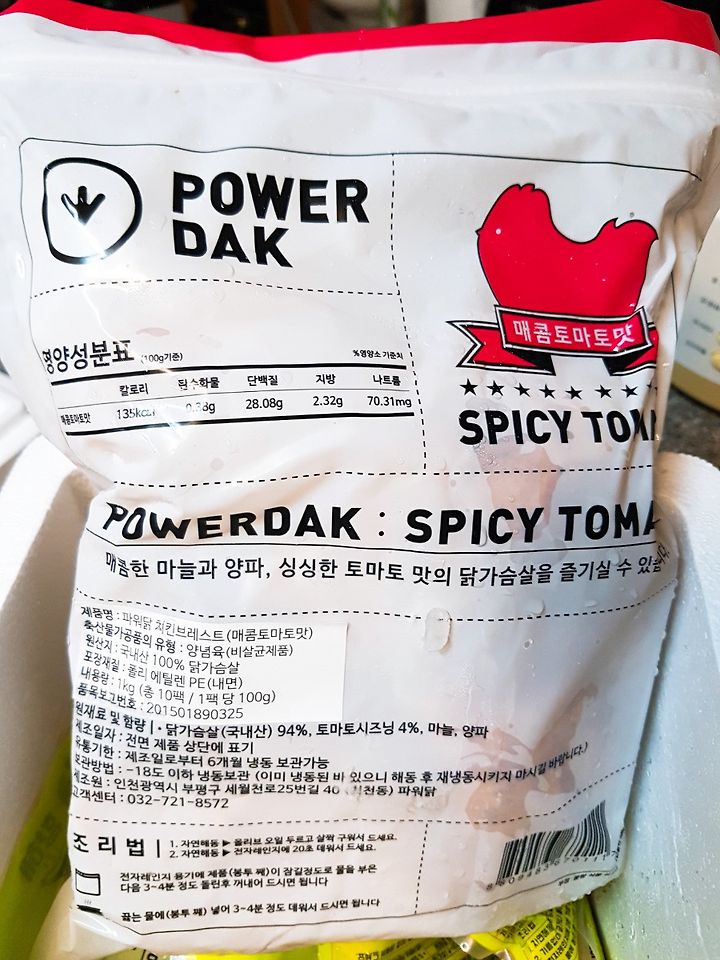 POWER
DAK
매콤토마토맛
SPICY TOMA
영양성분표 (100g기준) %영양소 기준치
칼로리 탄수화물 단백질 지방 나트륨
매콤토마토맛 135kcal 0.38g 28.08g 2.32g 70.31mg
POWERDAK : SPICY TOMA
매콤한 마늘과 양파, 싱싱한 토마토 맛의 닭가슴살을 즐기실 수 있습니다.
제품명 : 파워닭 치킨브레스트(매콤토마토맛)
축산물가공품의 유형 : 양념육(비살균제품)
원산지 : 국내산 100% 닭가슴살
포장재질 : 폴리 에틸렌 PE(내면)
내용량 : 1kg (총 10팩 / 1팩 당 100g)
품목보고번호 : 201501890325
원재료 및 함량 | · 닭가슴살(국내산) 94%, 토마토시즈닝 4%, 마늘, 양파
제조일자 : 전면 제품 상단에 표기
유통기한 : 제조일로부터 6개월 냉동 보관가능
보관방법 : -18도 이하 냉동보관 (이미 냉동된 바 있으니 해동 후 재냉동시키지 마시길 바랍니다.)
제조원 : 인천광역시 부평구 세월천로25번길 40 파워닭
고객센터 : 032-721-8572
조리법 | 1. 자연해동 ▶ 올리브 오일 두르고 살짝 구워서 드세요.
2. 자연해동 ▶ 전자레인지에 20초 데워서 드세요.
전자레인지 용기에 제품(봉투 째)이 잠길정도로 물을 부은
다음 3~4분 정도 돌린후 꺼내어 드시면 됩니다
끓는 물에(봉투 째) 넣어 3~4분 정도 데워서 드시면 됩니다